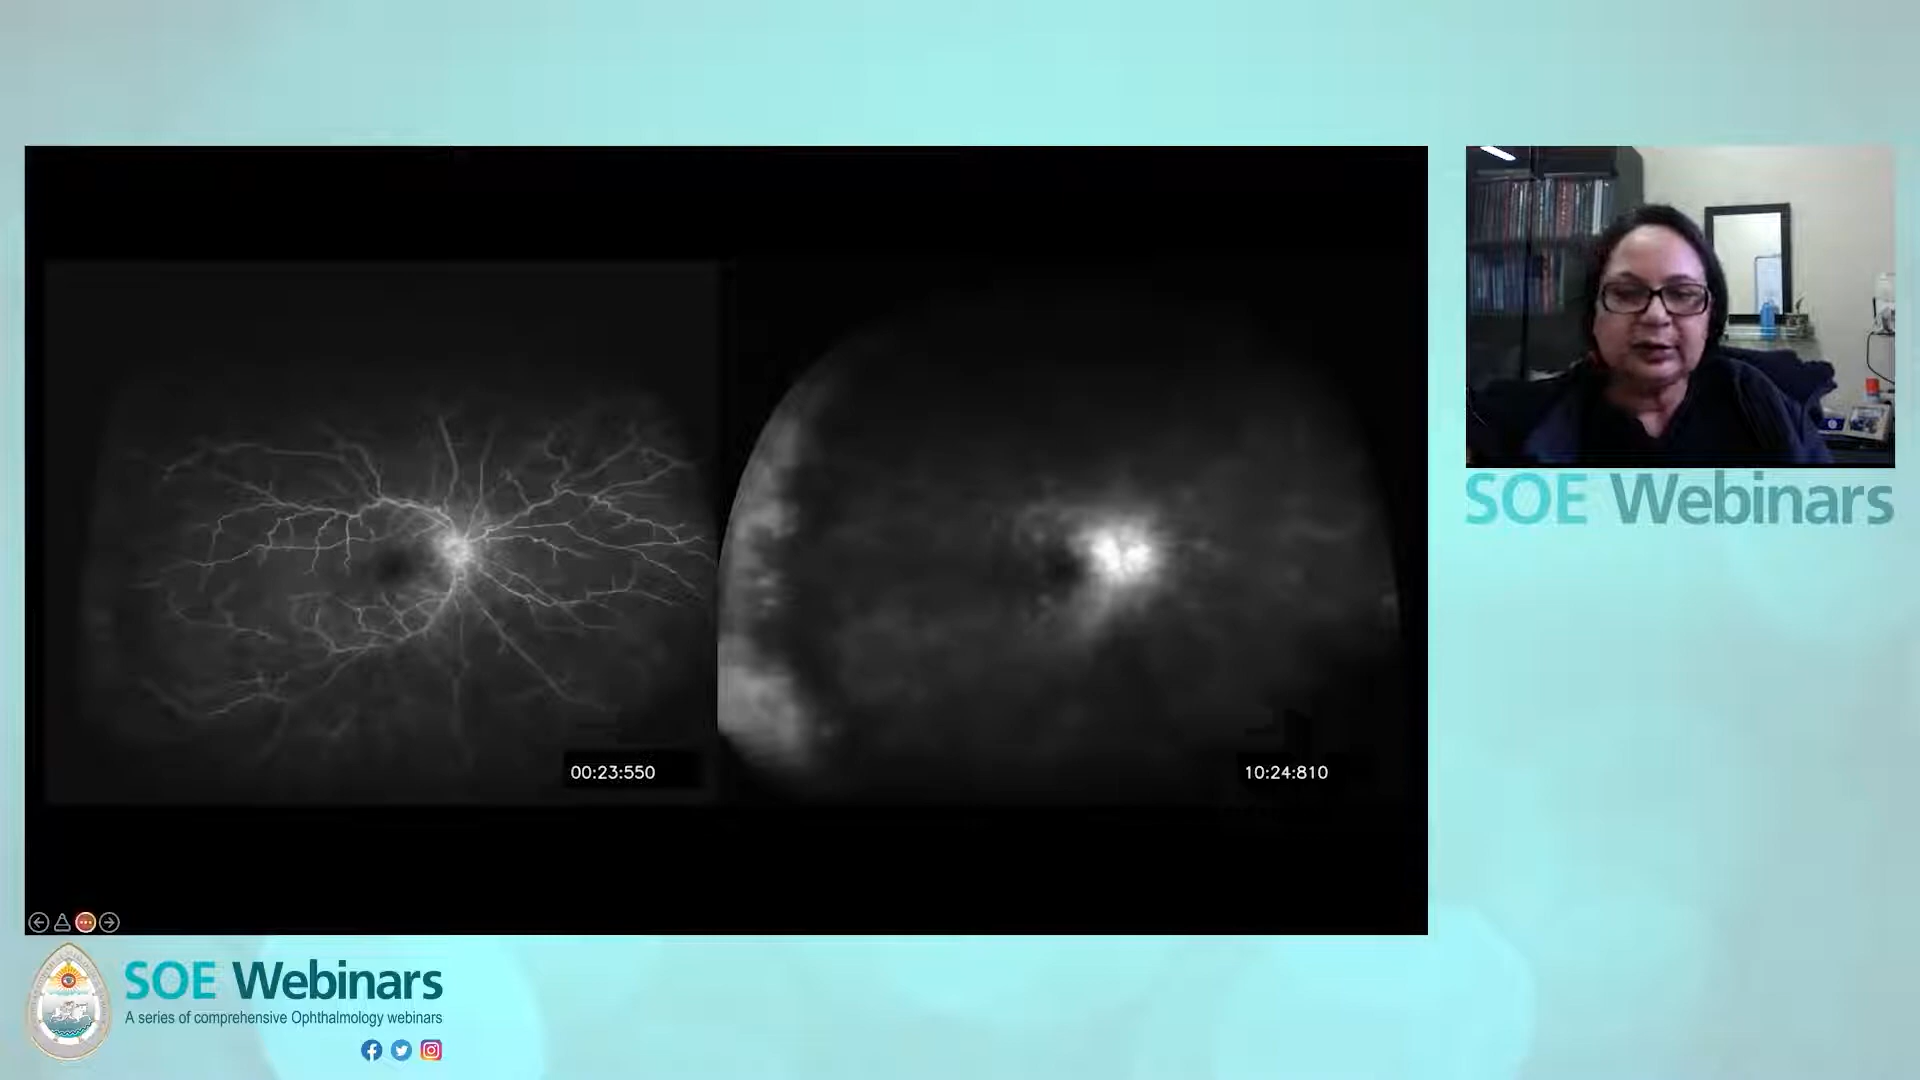 00:23:550
10:24:810
SOE Webinars
SOE Webinars
A series of comprehensive Ophthalmology webinars